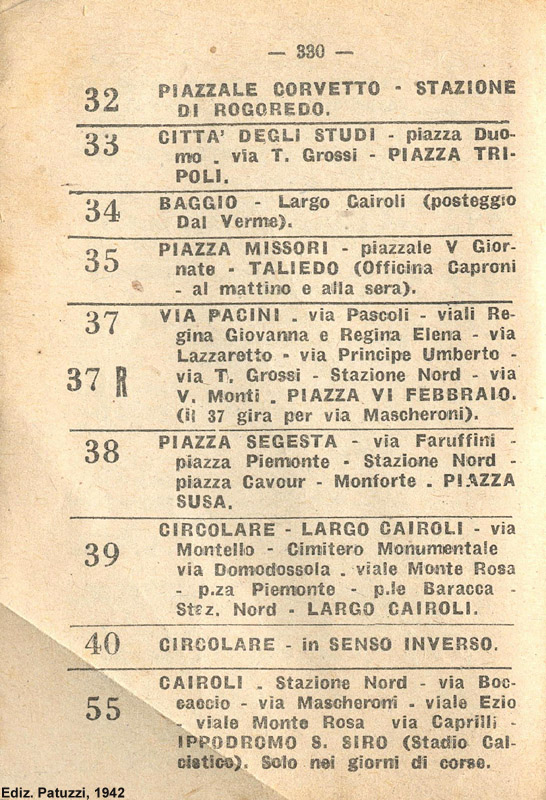 — 330 —
32 PIAZZALE CORVETTO - STAZIONE
DI ROGOREDO.
33 CITTA' DEGLI STUDI - piazza Duo-
mo . via T. Grossi - PIAZZA TRI-
POLI.
34 BAGGIO - Largo Cairoli (posteggio
Dal Verme).
35 PIAZZA MISSORI - piazzale V Gior-
nate - TALIEDO (Officina Caproni
- al mattino e alla sera).
37 VIA PACINI . via Pascoli - viali Re-
gina Giovanna e Regina Elena - via
Lazzaretto - via Principe Umberto -
37 R via T. Grossi - Stazione Nord - via
V. Monti . PIAZZA VI FEBBRAIO.
(il 37 gira per via Mascheroni).
38 PIAZZA SEGESTA - via Faruffini -
piazza Piemonte - Stazione Nord -
piazza Cavour - Monforte . PIAZZA
SUSA.
39 CIRCOLARE - LARGO CAIROLI - via
Montello - Cimitero Monumentale
via Domodossola . viale Monte Rosa
- p.za Piemonte - p.le Baracca -
Staz. Nord - LARGO CAIROLI.
40 CIRCOLARE - in SENSO INVERSO.
55 CAIROLI . Stazione Nord - via Boc-
caccio - via Mascheroni - viale Ezio
- viale Monte Rosa via Caprilli -
IPPODROMO S. SIRO (Stadio Cal-
cistico). Solo nei giorni di corse.
Ediz. Patuzzi, 1942